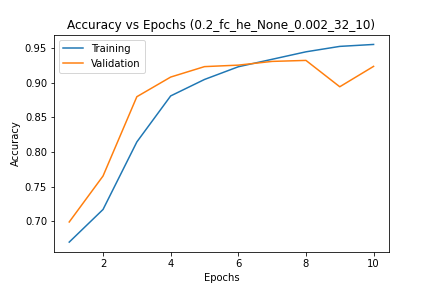 Accuracy vs Epochs (0.2_fc_he_None_0.002_32_10)
Training
Validation
0.95
0.90
0.85
0.80
0.75
0.70
Accuracy
2
4
6
8
10
Epochs